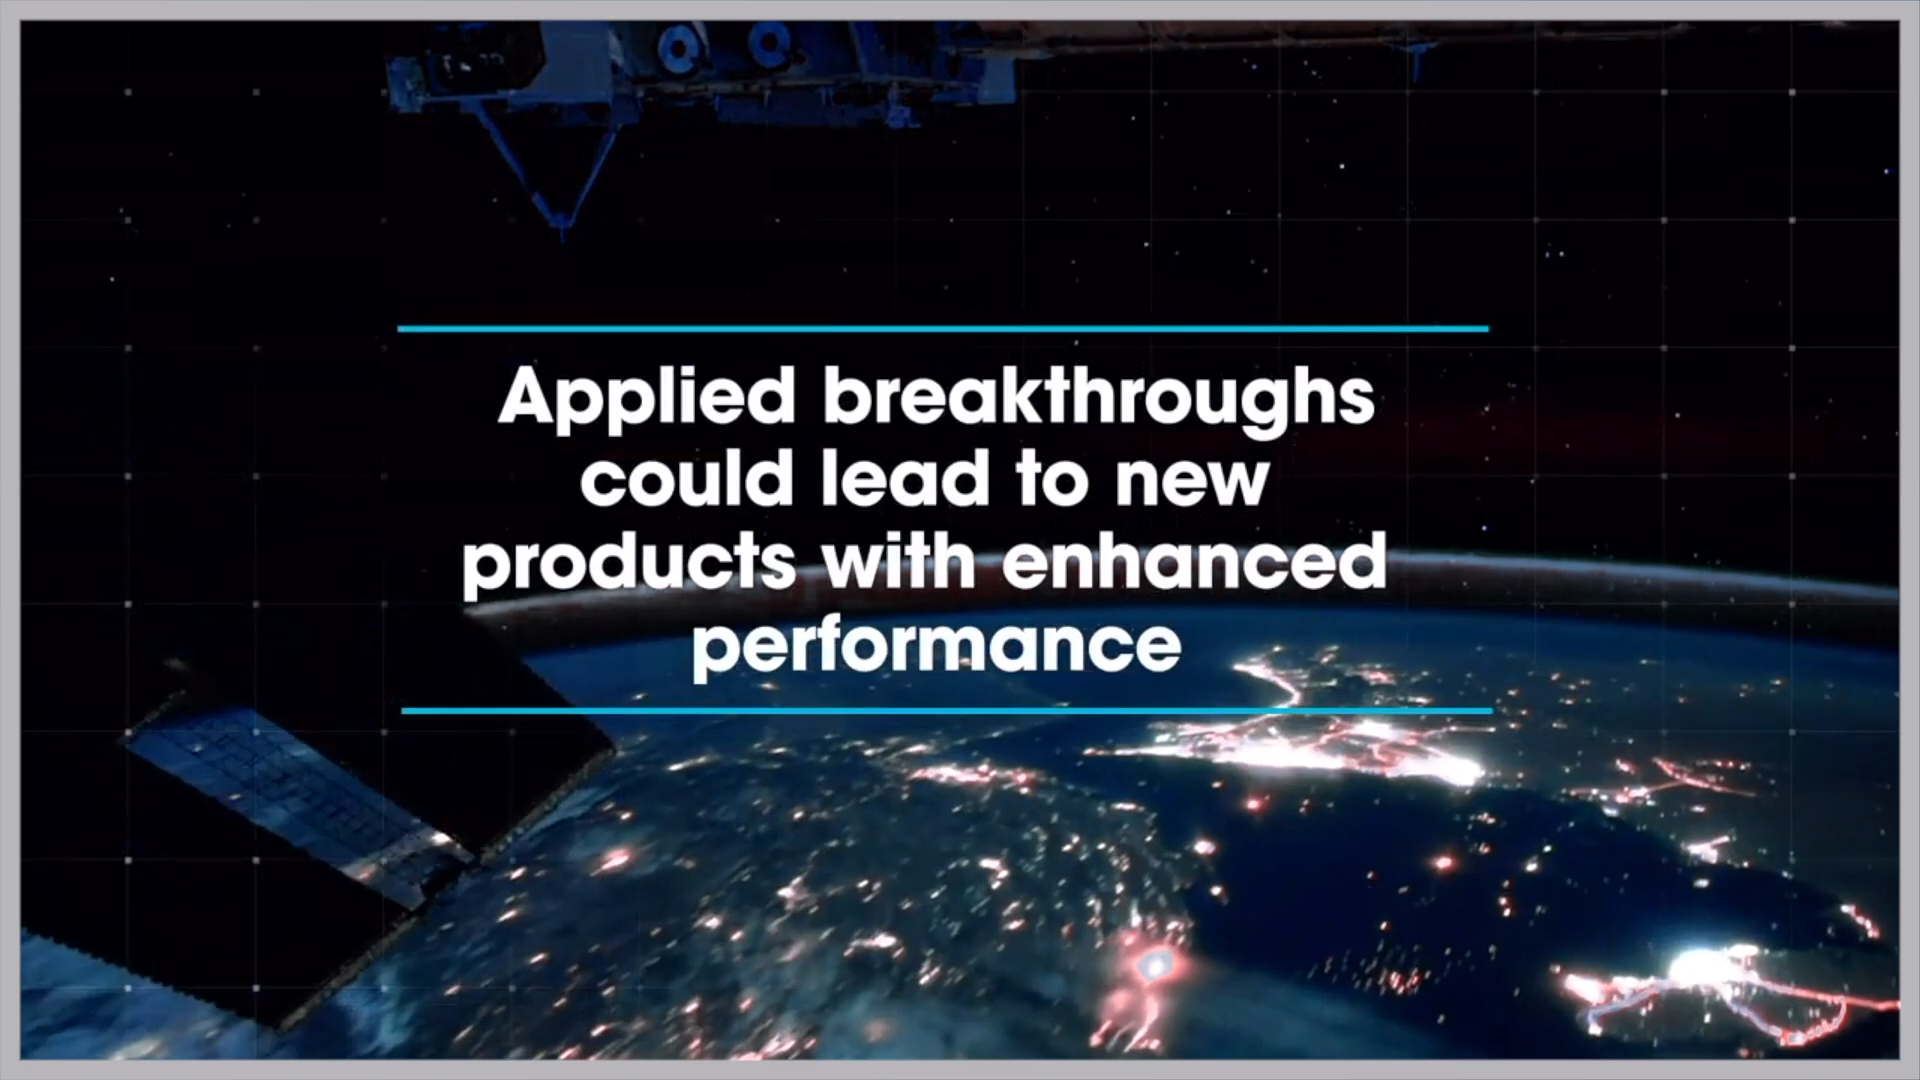 Applied breakthroughs
could lead to new
products with enhanced
performance